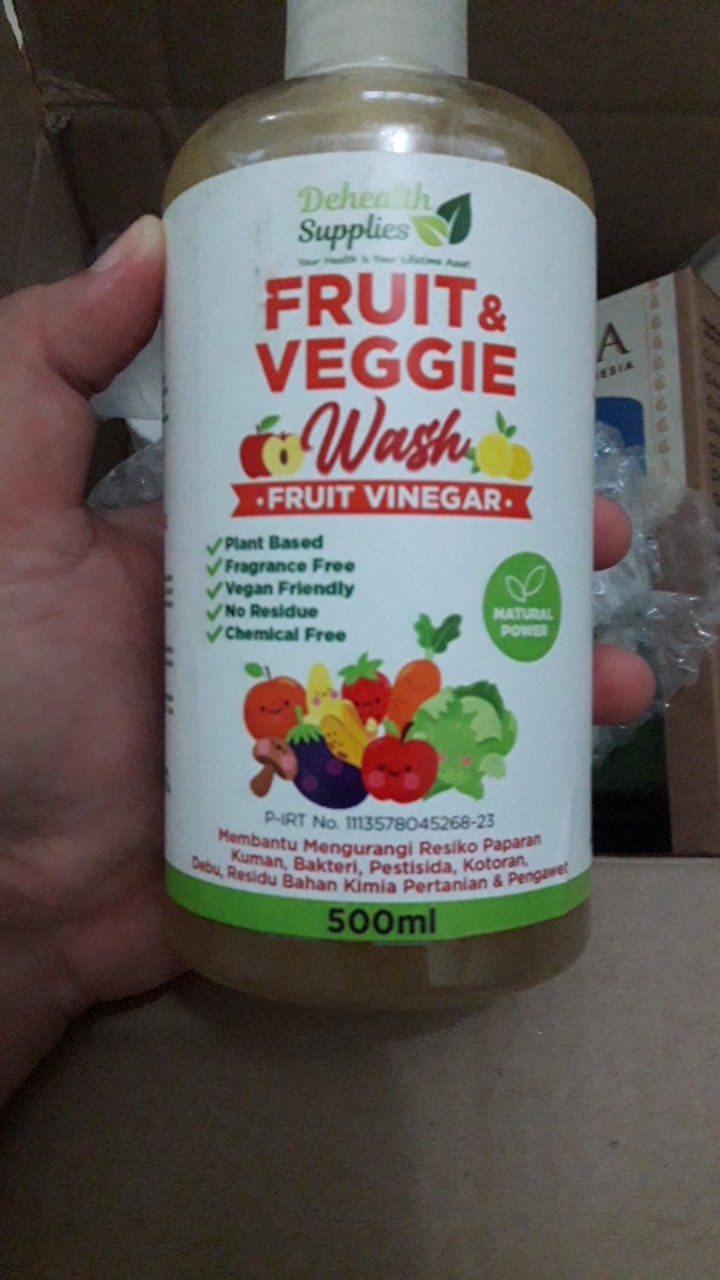 Dehealth
Supplies
Your Health is Your Lifetime Asset
FRUIT &
VEGGIE
Wash
•FRUIT VINEGAR•
Plant Based
Fragrance Free
Vegan Friendly
No Residue
Chemical Free
NATURAL
POWER
P-IRT No. 1113578045268-23
Membantu Mengurangi Resiko Paparan
Kuman, Bakteri, Pestisida, Kotoran,
Debu, Residu Bahan Kimia Pertanian & Pengawet
500ml